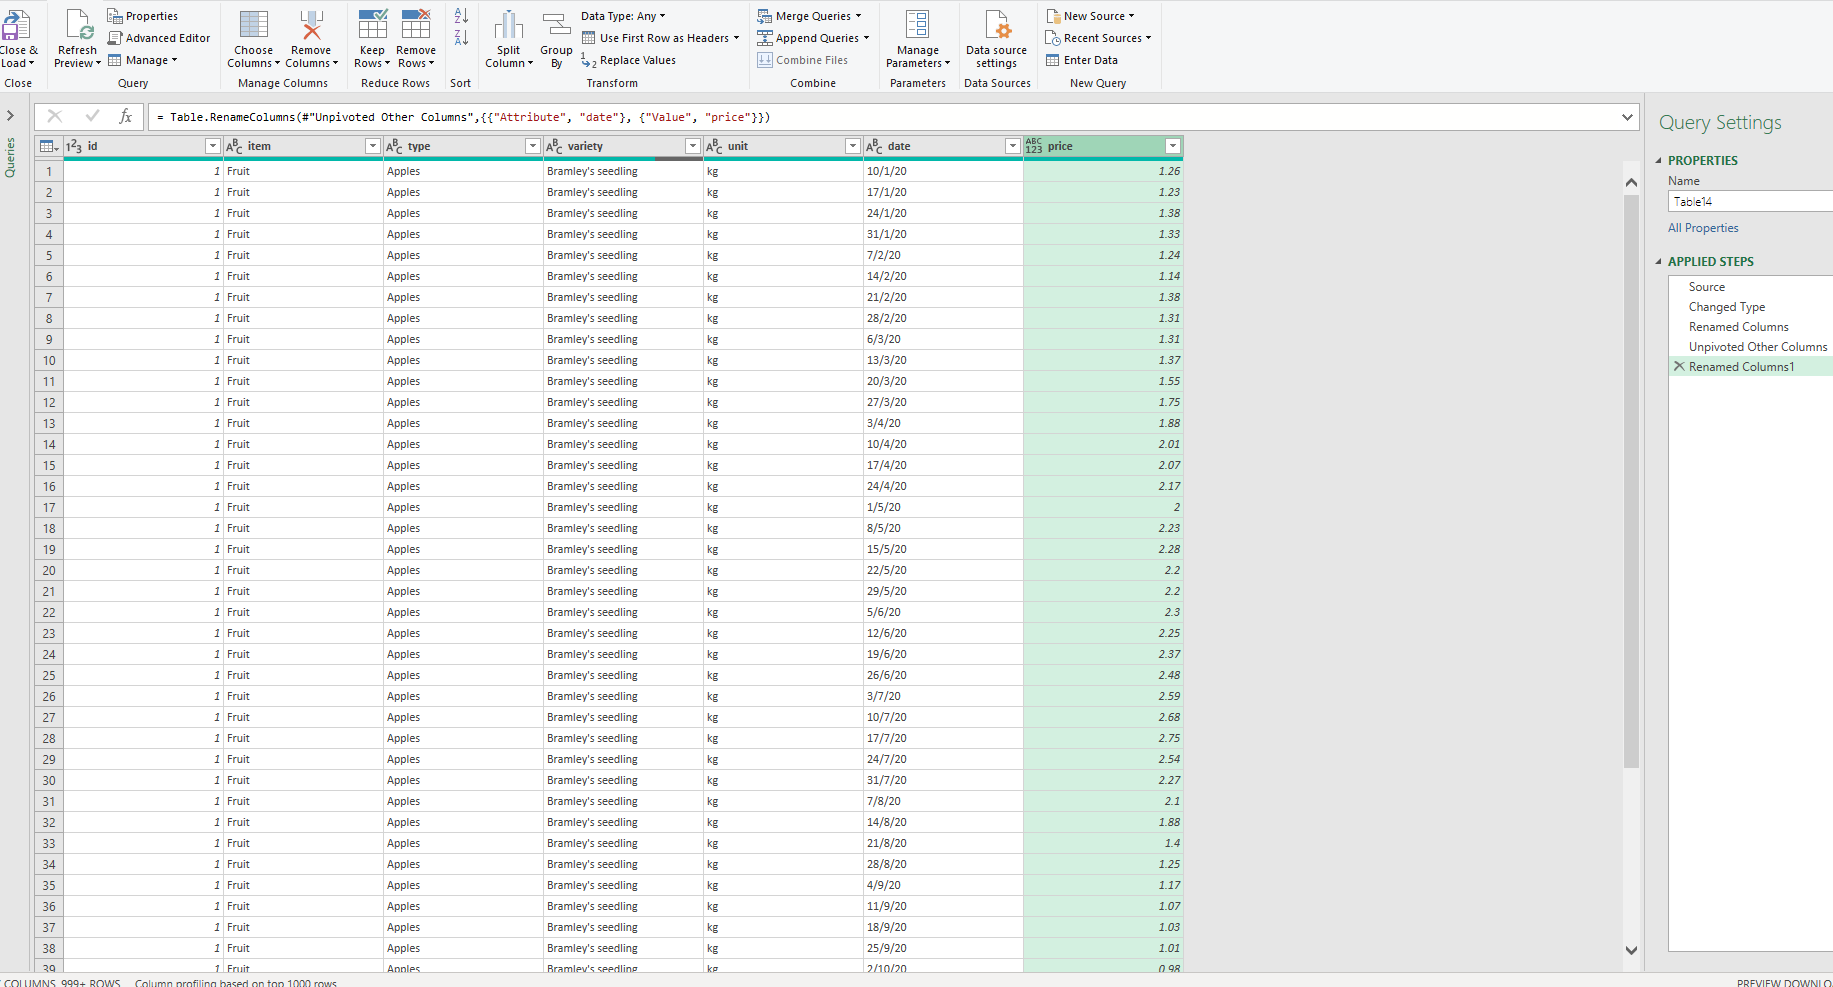 Close & Load
Refresh Preview
Properties
Advanced Editor
Manage
Choose Columns
Remove Columns
Keep Rows
Remove Rows
A Z
Z A
Split Column
Group By
Data Type: Any
Use First Row as Headers
1 2 Replace Values
Merge Queries
Append Queries
Combine Files
Manage Parameters
Data source settings
New Source
Recent Sources
Enter Data
Close
Query
Manage Columns
Reduce Rows
Sort
Transform
Combine
Parameters
Data Sources
New Query
Queries
fx = Table.RenameColumns(#"Unpivoted Other Columns",{{"Attribute", "date"}, {"Value", "price"}})
123 id ABC item ABC type ABC variety ABC unit ABC date ABC 123 price
1 1 Fruit Apples Bramley's seedling kg 10/1/20 1.26
2 1 Fruit Apples Bramley's seedling kg 17/1/20 1.23
3 1 Fruit Apples Bramley's seedling kg 24/1/20 1.38
4 1 Fruit Apples Bramley's seedling kg 31/1/20 1.33
5 1 Fruit Apples Bramley's seedling kg 7/2/20 1.24
6 1 Fruit Apples Bramley's seedling kg 14/2/20 1.14
7 1 Fruit Apples Bramley's seedling kg 21/2/20 1.38
8 1 Fruit Apples Bramley's seedling kg 28/2/20 1.31
9 1 Fruit Apples Bramley's seedling kg 6/3/20 1.31
10 1 Fruit Apples Bramley's seedling kg 13/3/20 1.37
11 1 Fruit Apples Bramley's seedling kg 20/3/20 1.55
12 1 Fruit Apples Bramley's seedling kg 27/3/20 1.75
13 1 Fruit Apples Bramley's seedling kg 3/4/20 1.88
14 1 Fruit Apples Bramley's seedling kg 10/4/20 2.01
15 1 Fruit Apples Bramley's seedling kg 17/4/20 2.07
16 1 Fruit Apples Bramley's seedling kg 24/4/20 2.17
17 1 Fruit Apples Bramley's seedling kg 1/5/20 2
18 1 Fruit Apples Bramley's seedling kg 8/5/20 2.23
19 1 Fruit Apples Bramley's seedling kg 15/5/20 2.28
20 1 Fruit Apples Bramley's seedling kg 22/5/20 2.2
21 1 Fruit Apples Bramley's seedling kg 29/5/20 2.2
22 1 Fruit Apples Bramley's seedling kg 5/6/20 2.3
23 1 Fruit Apples Bramley's seedling kg 12/6/20 2.25
24 1 Fruit Apples Bramley's seedling kg 19/6/20 2.37
25 1 Fruit Apples Bramley's seedling kg 26/6/20 2.48
26 1 Fruit Apples Bramley's seedling kg 3/7/20 2.59
27 1 Fruit Apples Bramley's seedling kg 10/7/20 2.68
28 1 Fruit Apples Bramley's seedling kg 17/7/20 2.75
29 1 Fruit Apples Bramley's seedling kg 24/7/20 2.54
30 1 Fruit Apples Bramley's seedling kg 31/7/20 2.27
31 1 Fruit Apples Bramley's seedling kg 7/8/20 2.1
32 1 Fruit Apples Bramley's seedling kg 14/8/20 1.88
33 1 Fruit Apples Bramley's seedling kg 21/8/20 1.4
34 1 Fruit Apples Bramley's seedling kg 28/8/20 1.25
35 1 Fruit Apples Bramley's seedling kg 4/9/20 1.17
36 1 Fruit Apples Bramley's seedling kg 11/9/20 1.07
37 1 Fruit Apples Bramley's seedling kg 18/9/20 1.03
38 1 Fruit Apples Bramley's seedling kg 25/9/20 1.01
39 1 Fruit Apples Bramley's seedling kg 2/10/20 0.98
Query Settings
PROPERTIES
Name
Table14
All Properties
APPLIED STEPS
Source
Changed Type
Renamed Columns
Unpivoted Other Columns
Renamed Columns1
COLUMNS, 999+ ROWS Column profiling based on top 1000 rows
PREVIEW DOWNLO